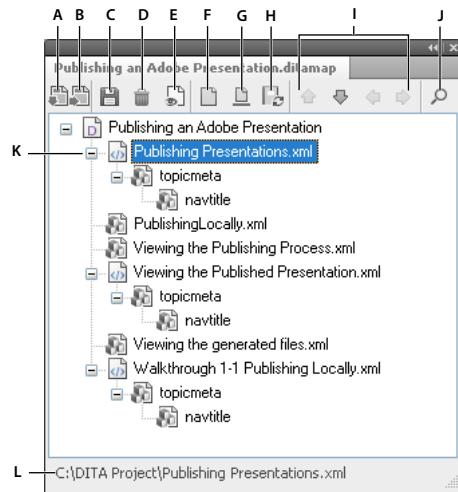 A B C D E F G H I J
Publishing an Adobe Presentation.ditamap
Publishing an Adobe Presentation
K Publishing Presentations.xml
topicmeta
navtitle
PublishingLocally.xml
Viewing the Publishing Process.xml
Viewing the Published Presentation.xml
topicmeta
navtitle
Viewing the generated files.xml
Walkthrough 1-1 Publishing Locally.xml
topicmeta
navtitle
L C:\DITA Project\Publishing Presentations.xml